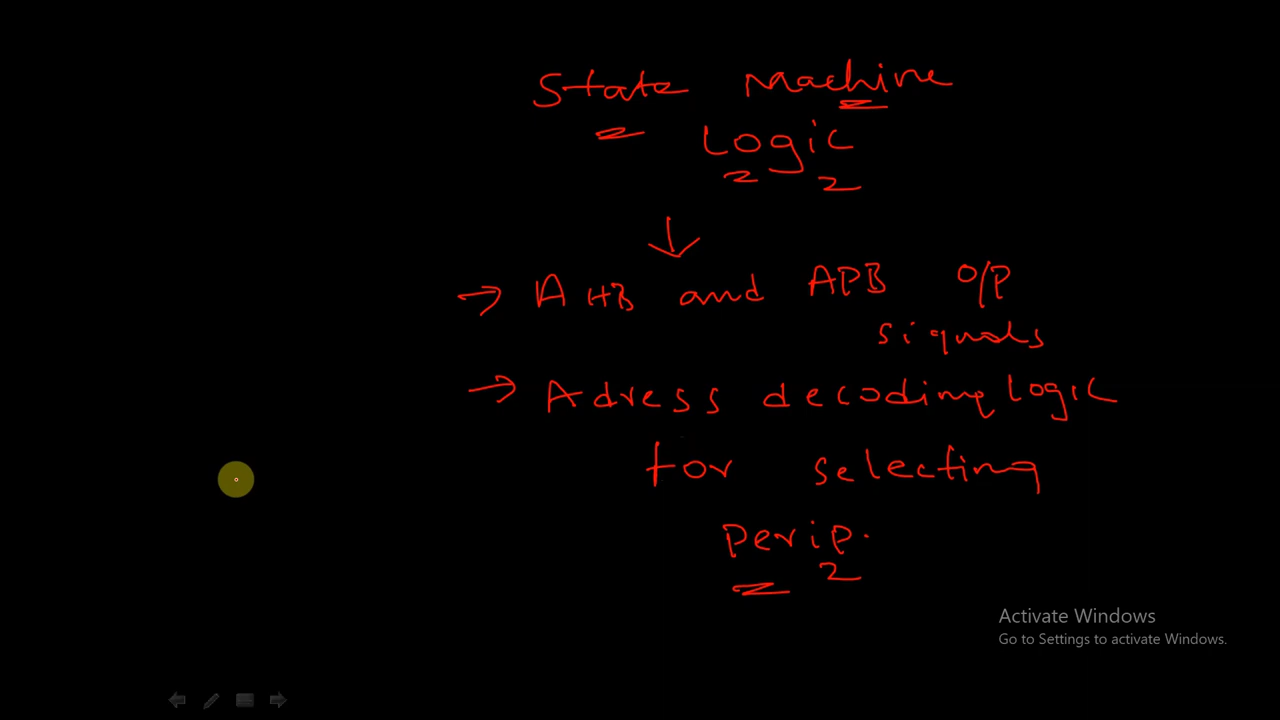 State Machine
Logic
→ AHB and APB O/P
signals
→ Adress decoding logic
for selecting
perip.
Activate Windows
Go to Settings to activate Windows.